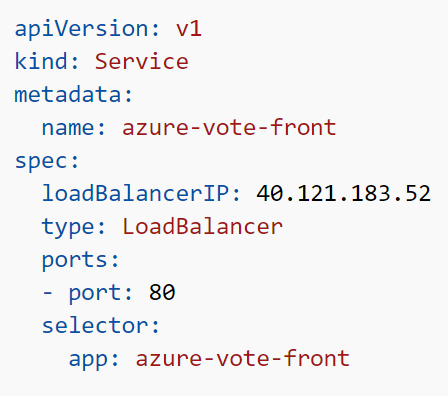 apiVersion: v1
kind: Service
metadata:
  name: azure-vote-front
spec:
  loadBalancerIP: 40.121.183.52
  type: LoadBalancer
  ports:
  - port: 80
  selector:
    app: azure-vote-front